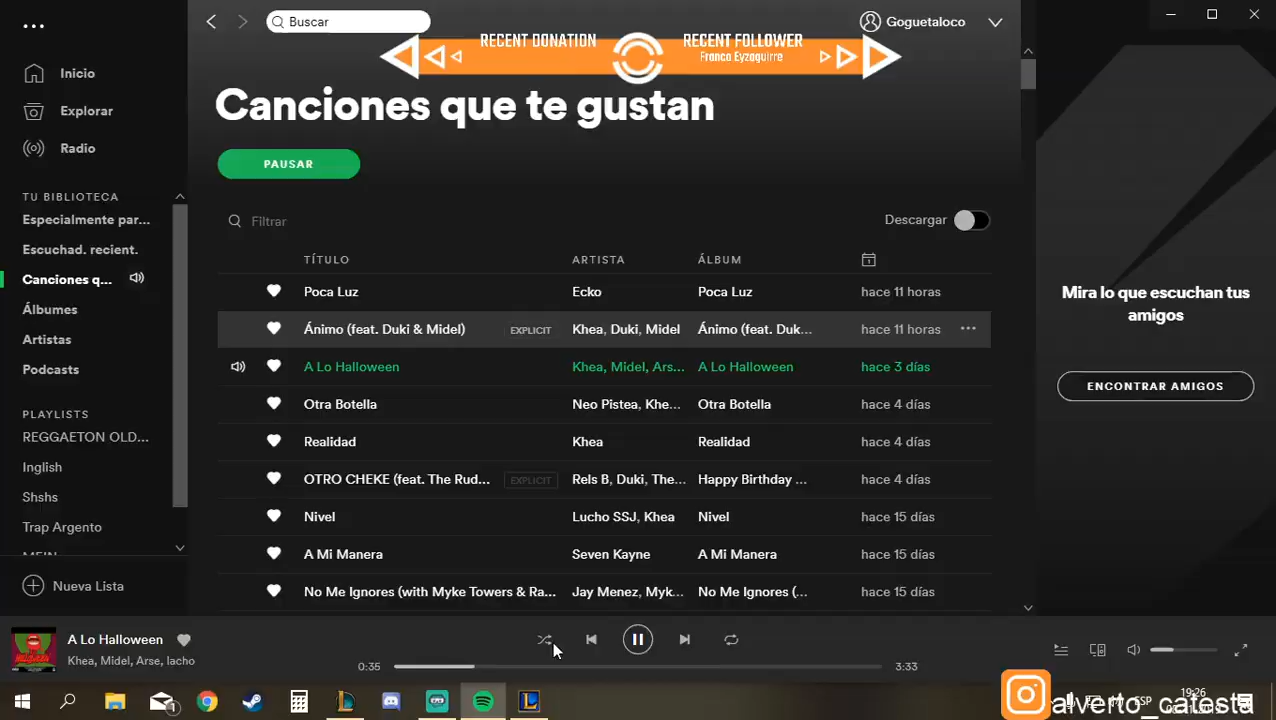 Buscar
Goguetaloco
RECENT DONATION
RECENT FOLLOWER
Franco Eyzaguirre
Inicio
Explorar
Radio
TU BIBLIOTECA
Especialmente par...
Escuchad. recient.
Canciones q...
Álbumes
Artistas
Podcasts
PLAYLISTS
REGGAETON OLD...
Inglish
Shshs
Trap Argento
Nueva Lista
Canciones que te gustan
PAUSAR
Filtrar
Descargar
TÍTULO ARTISTA ÁLBUM
Poca Luz Ecko Poca Luz hace 11 horas
Ánimo (feat. Duki & Midel) EXPLICIT Khea, Duki, Midel Ánimo (feat. Duk... hace 11 horas
A Lo Halloween Khea, Midel, Ars... A Lo Halloween hace 3 días
Otra Botella Neo Pistea, Khe... Otra Botella hace 4 días
Realidad Khea Realidad hace 4 días
OTRO CHEKE (feat. The Rud... EXPLICIT Rels B, Duki, The... Happy Birthday ... hace 4 días
Nivel Lucho SSJ, Khea Nivel hace 15 días
A Mi Manera Seven Kayne A Mi Manera hace 15 días
No Me Ignores (with Myke Towers & Ra... Jay Menez, Myk... No Me Ignores (... hace 15 días
Mira lo que escuchan tus
amigos
ENCONTRAR AMIGOS
A Lo Halloween
Khea, Midel, Arse, Iacho
0:35
3:33
1
ESP
19:26